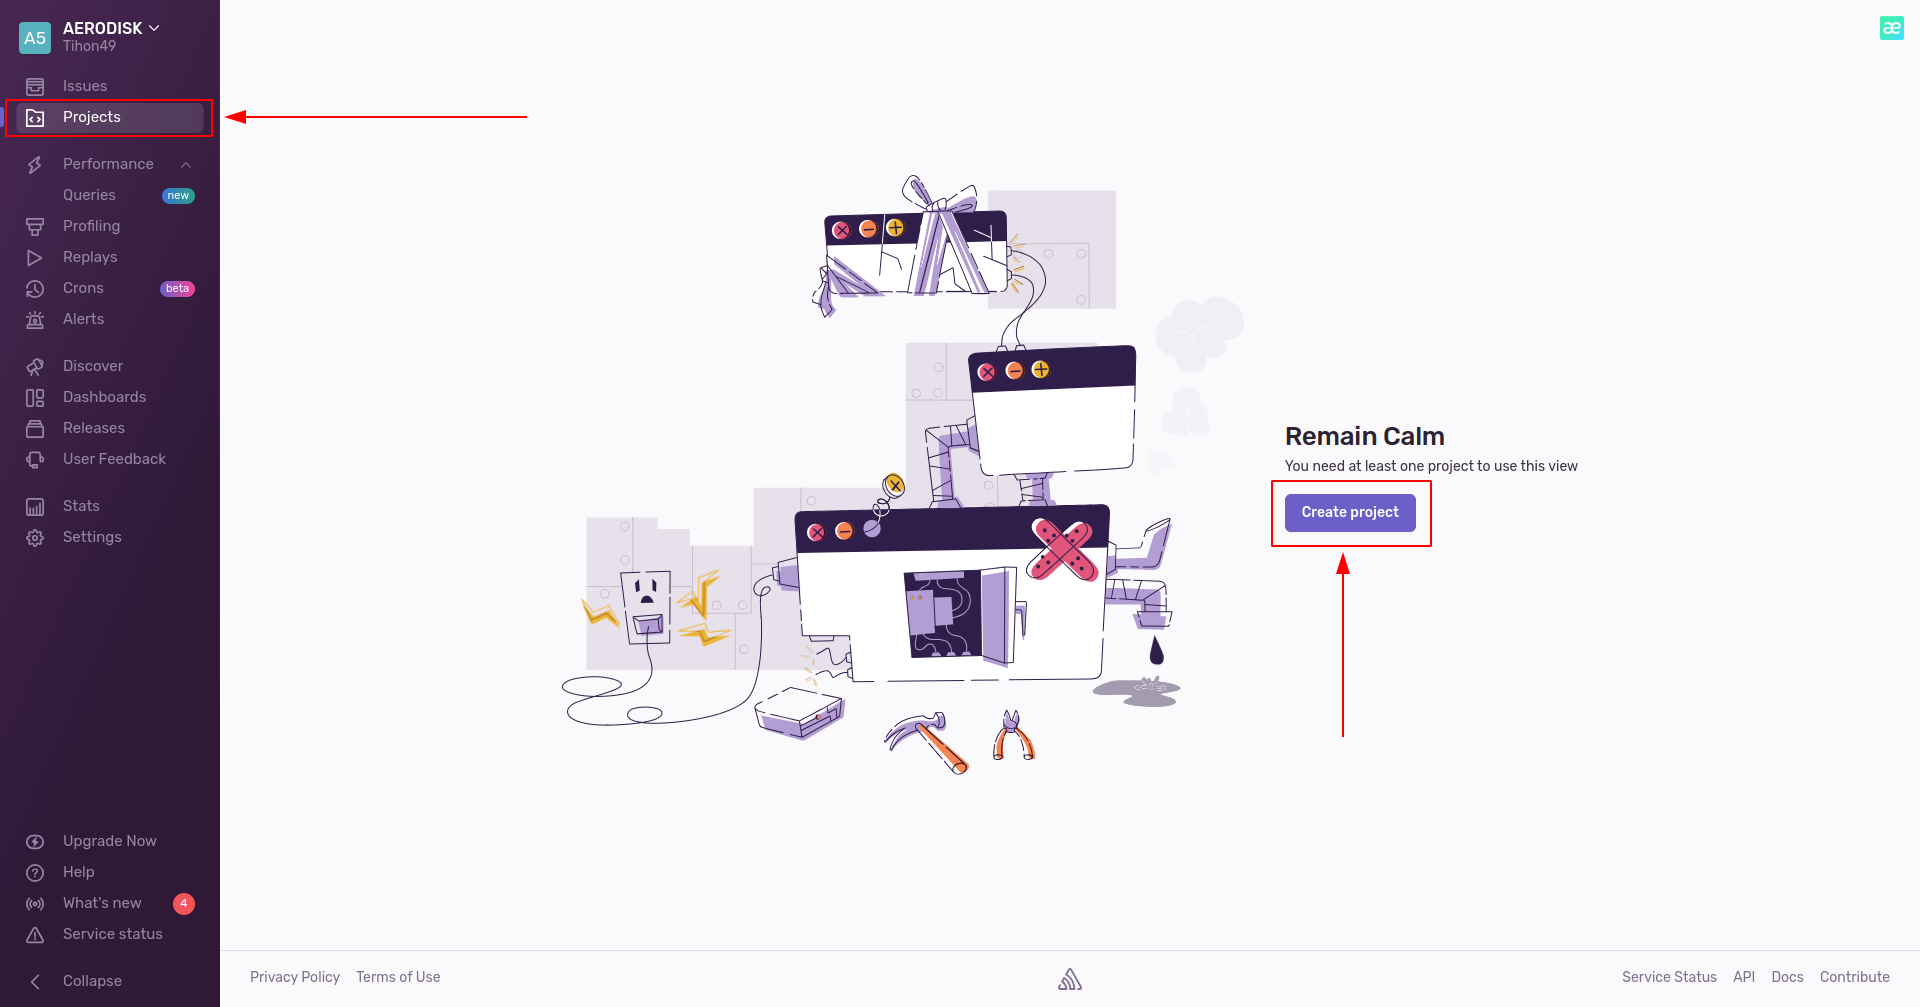 A5
AERODISK
Tihon49
Issues
Projects
Performance
Queries new
Profiling
Replays
Crons beta
Alerts
Discover
Dashboards
Releases
User Feedback
Stats
Settings
Upgrade Now
Help
What's new 4
Service status
Collapse
æ
Remain Calm
You need at least one project to use this view
Create project
Privacy Policy Terms of Use
Service Status API Docs Contribute